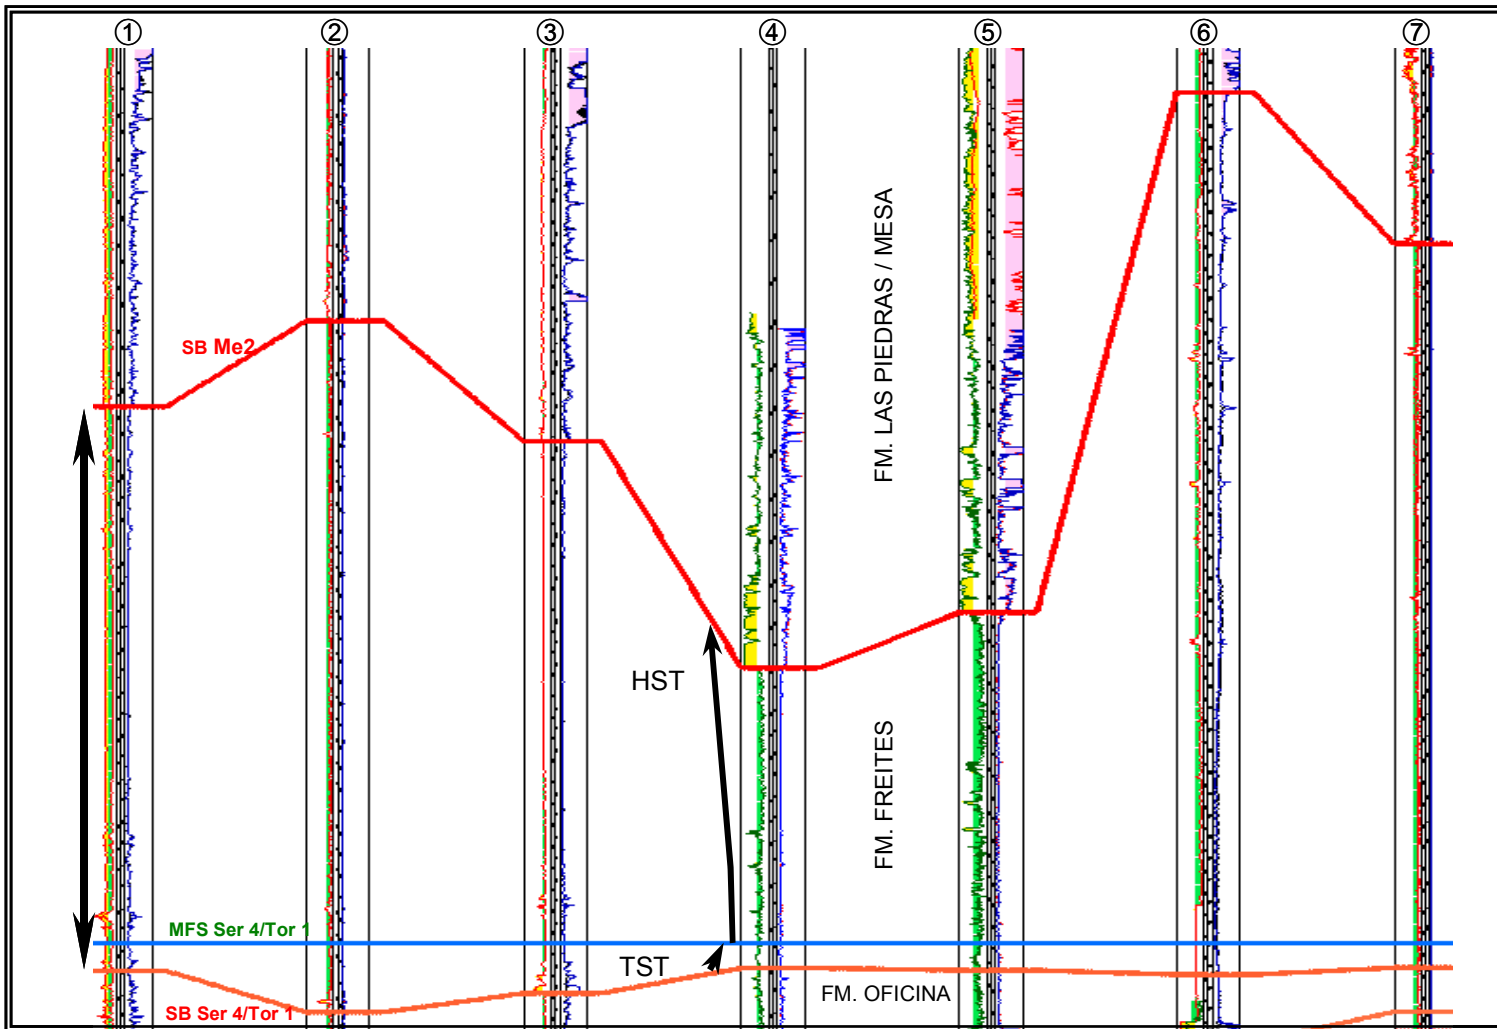 ① ② ③ ④ ⑤ ⑥ ⑦
FM. LAS PIEDRAS / MESA
SB Me2
HST
FM. FREITES
MFS Ser 4/Tor 1
TST
FM. OFICINA
SB Ser 4/Tor 1